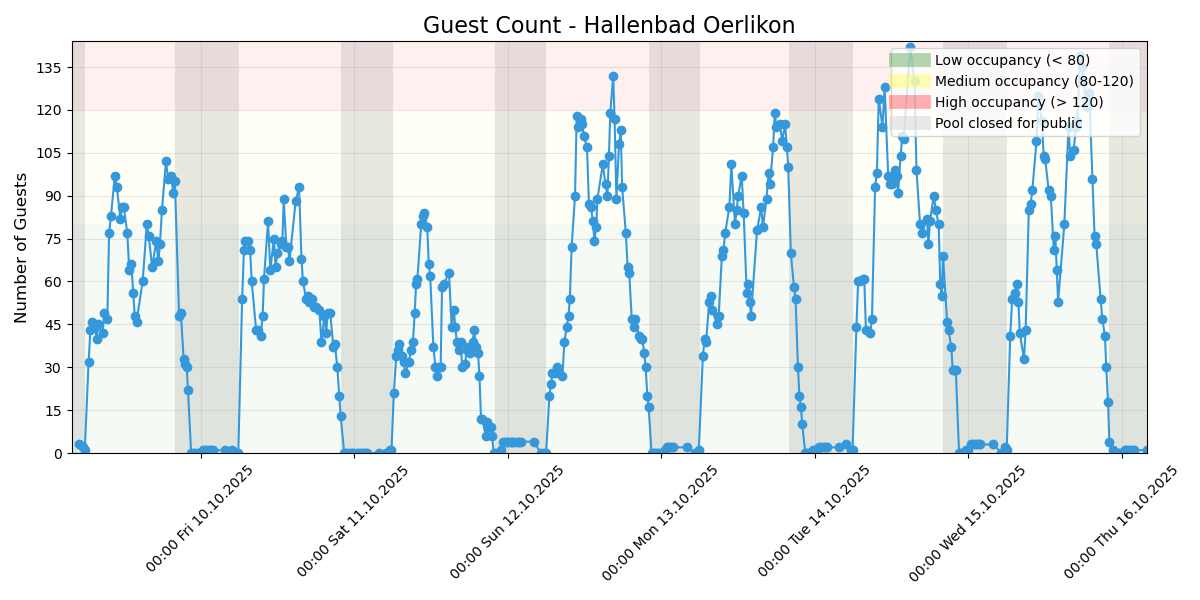 Guest Count - Hallenbad Oerlikon
Number of Guests
135
120
105
90
75
60
45
30
15
0
Low occupancy (< 80)
Medium occupancy (80-120)
High occupancy (> 120)
Pool closed for public
00:00 Fri 10.10.2025
00:00 Sat 11.10.2025
00:00 Sun 12.10.2025
00:00 Mon 13.10.2025
00:00 Tue 14.10.2025
00:00 Wed 15.10.2025
00:00 Thu 16.10.2025